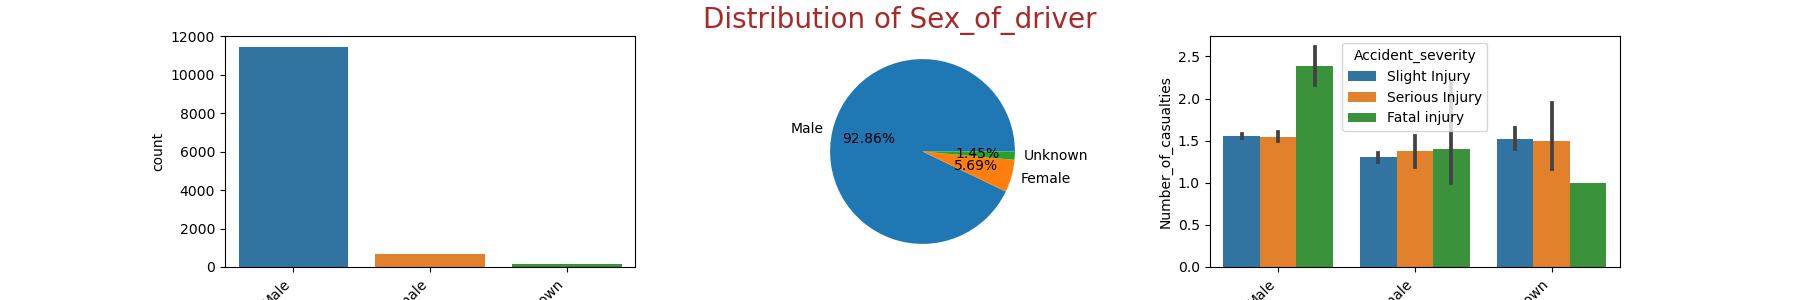 Distribution of Sex_of_driver
12000
10000
8000
6000
4000
2000
0
count
Male
92.86%
1.45%
5.69%
Unknown
Female
2.5
2.0
1.5
1.0
0.5
0.0
Number_of_casualties
Accident_severity
Slight Injury
Serious Injury
Fatal injury
Male